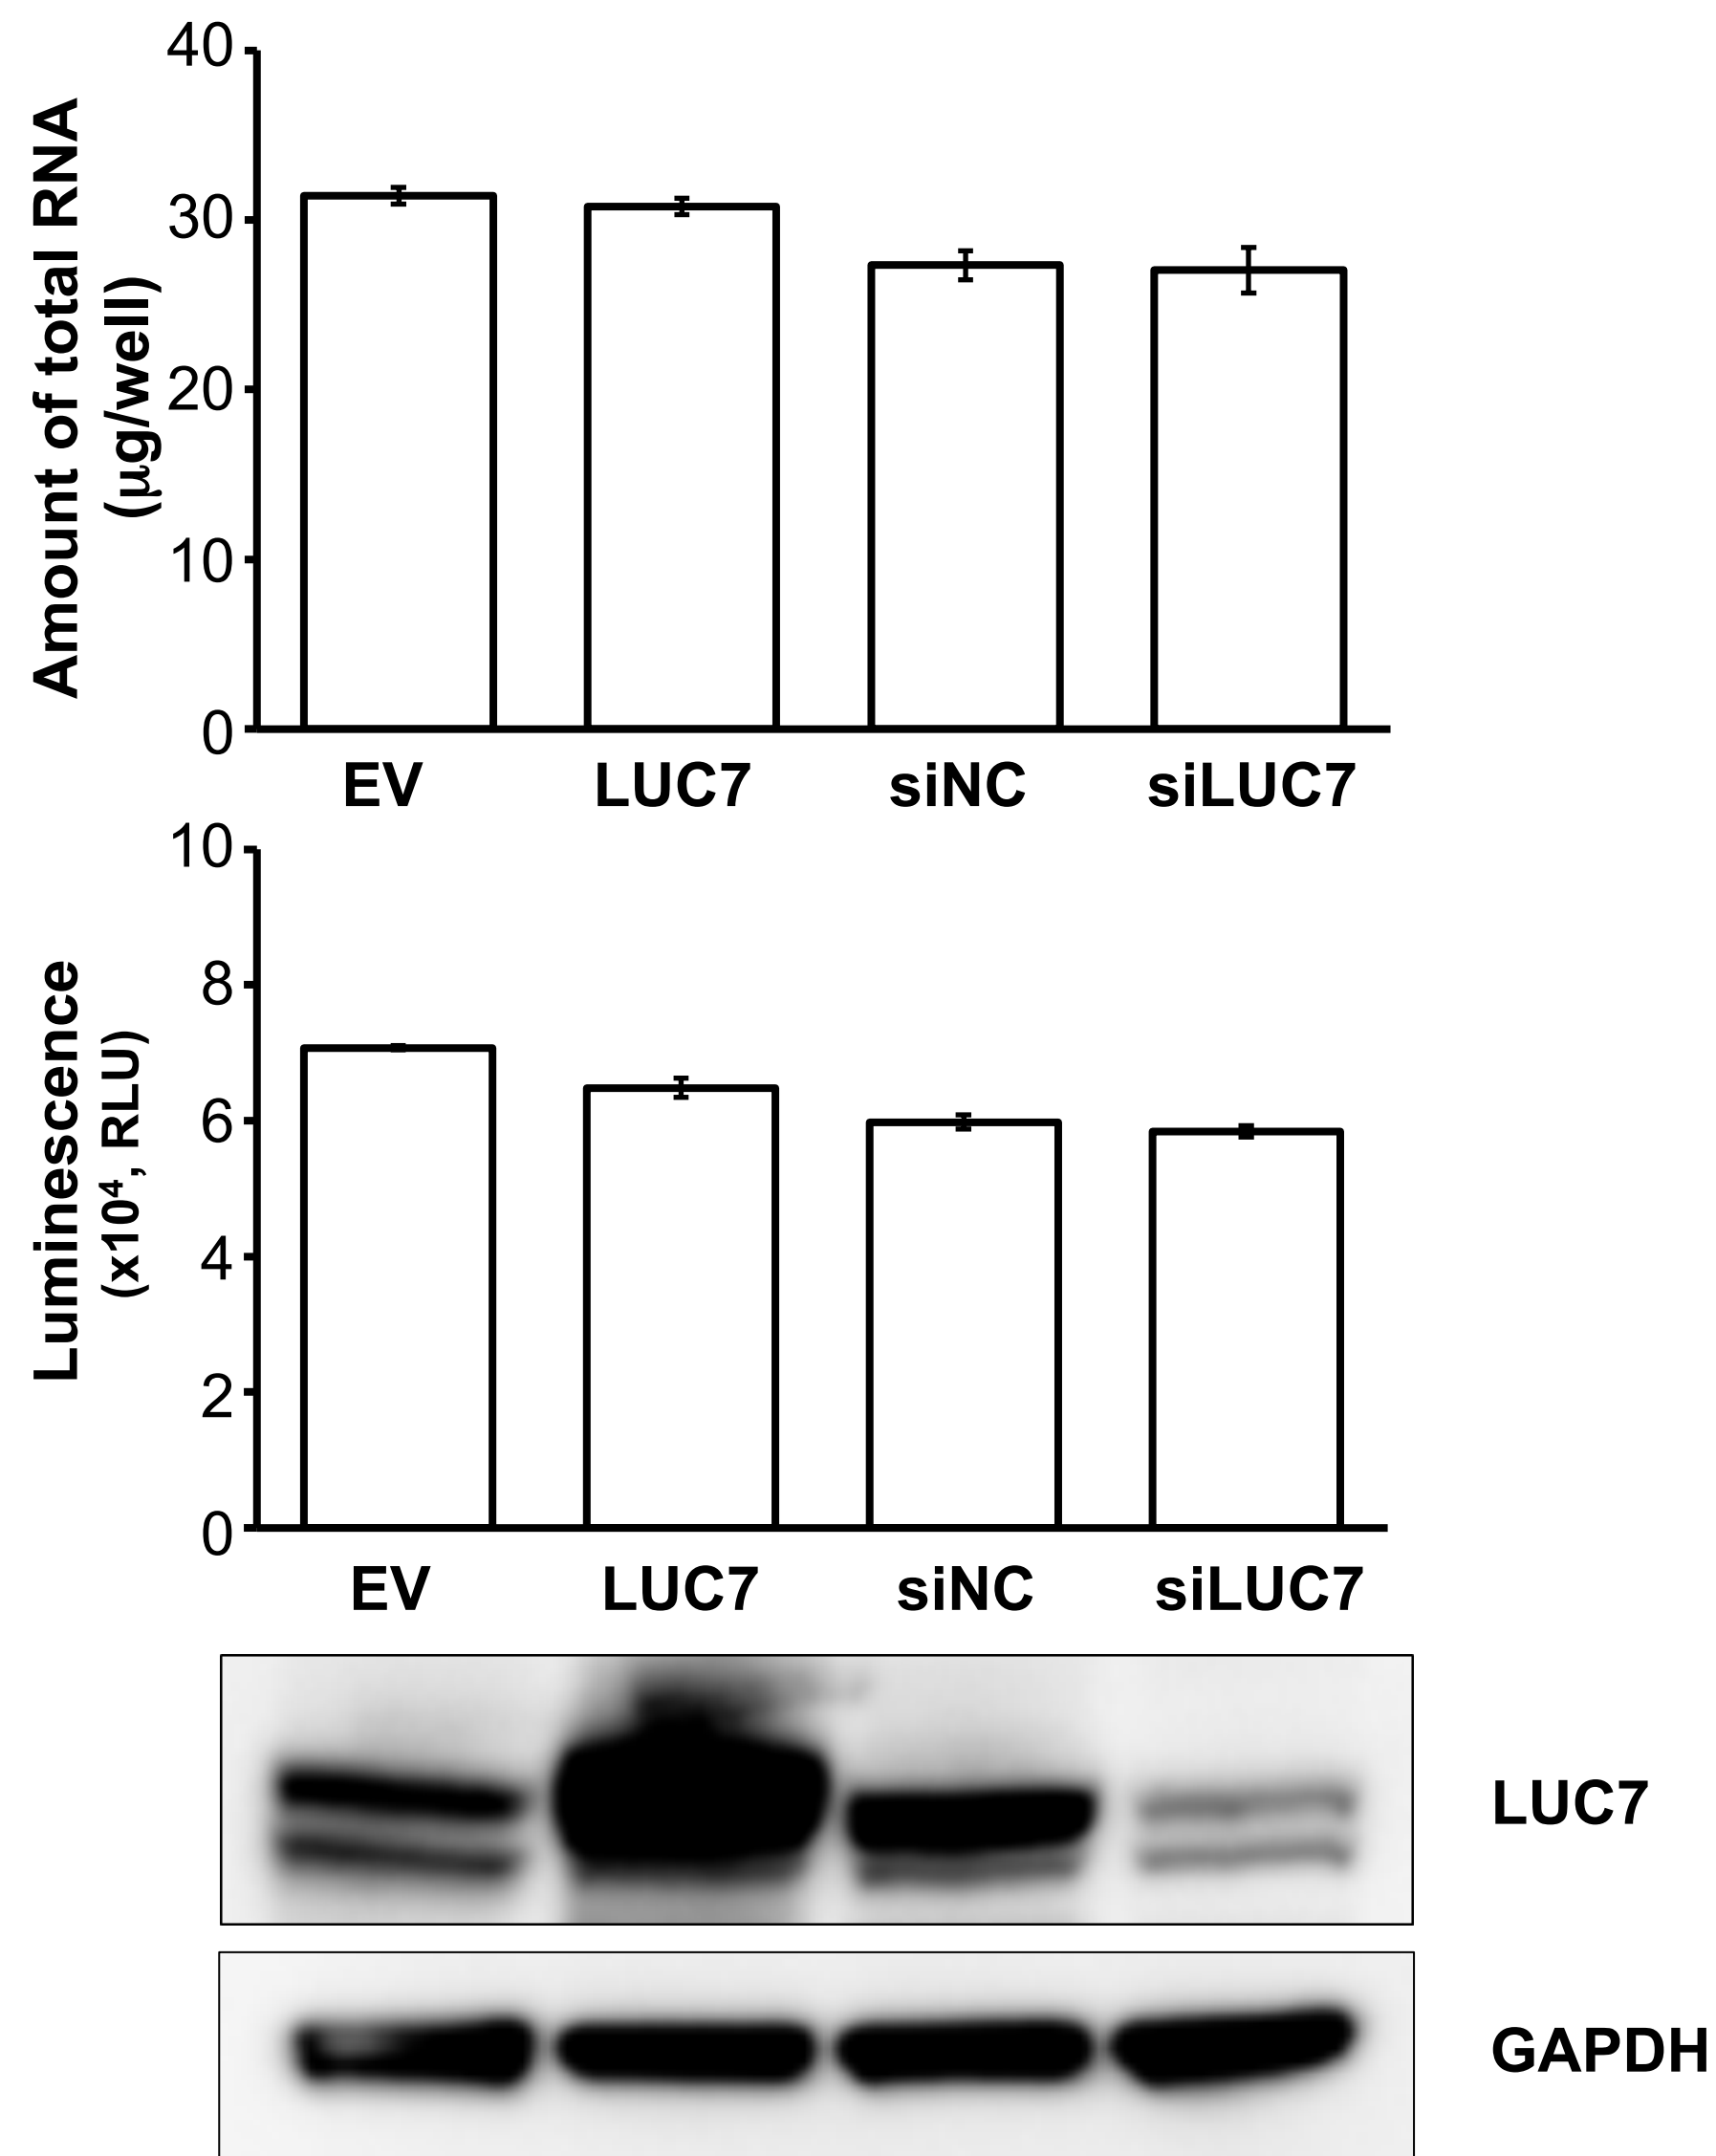 Amount of total RNA
(μg/well)
40
30
20
10
0
EV LUC7 siNC siLUC7
Luminescence
(x10⁴, RLU)
10
8
6
4
2
0
EV LUC7 siNC siLUC7
LUC7
GAPDH